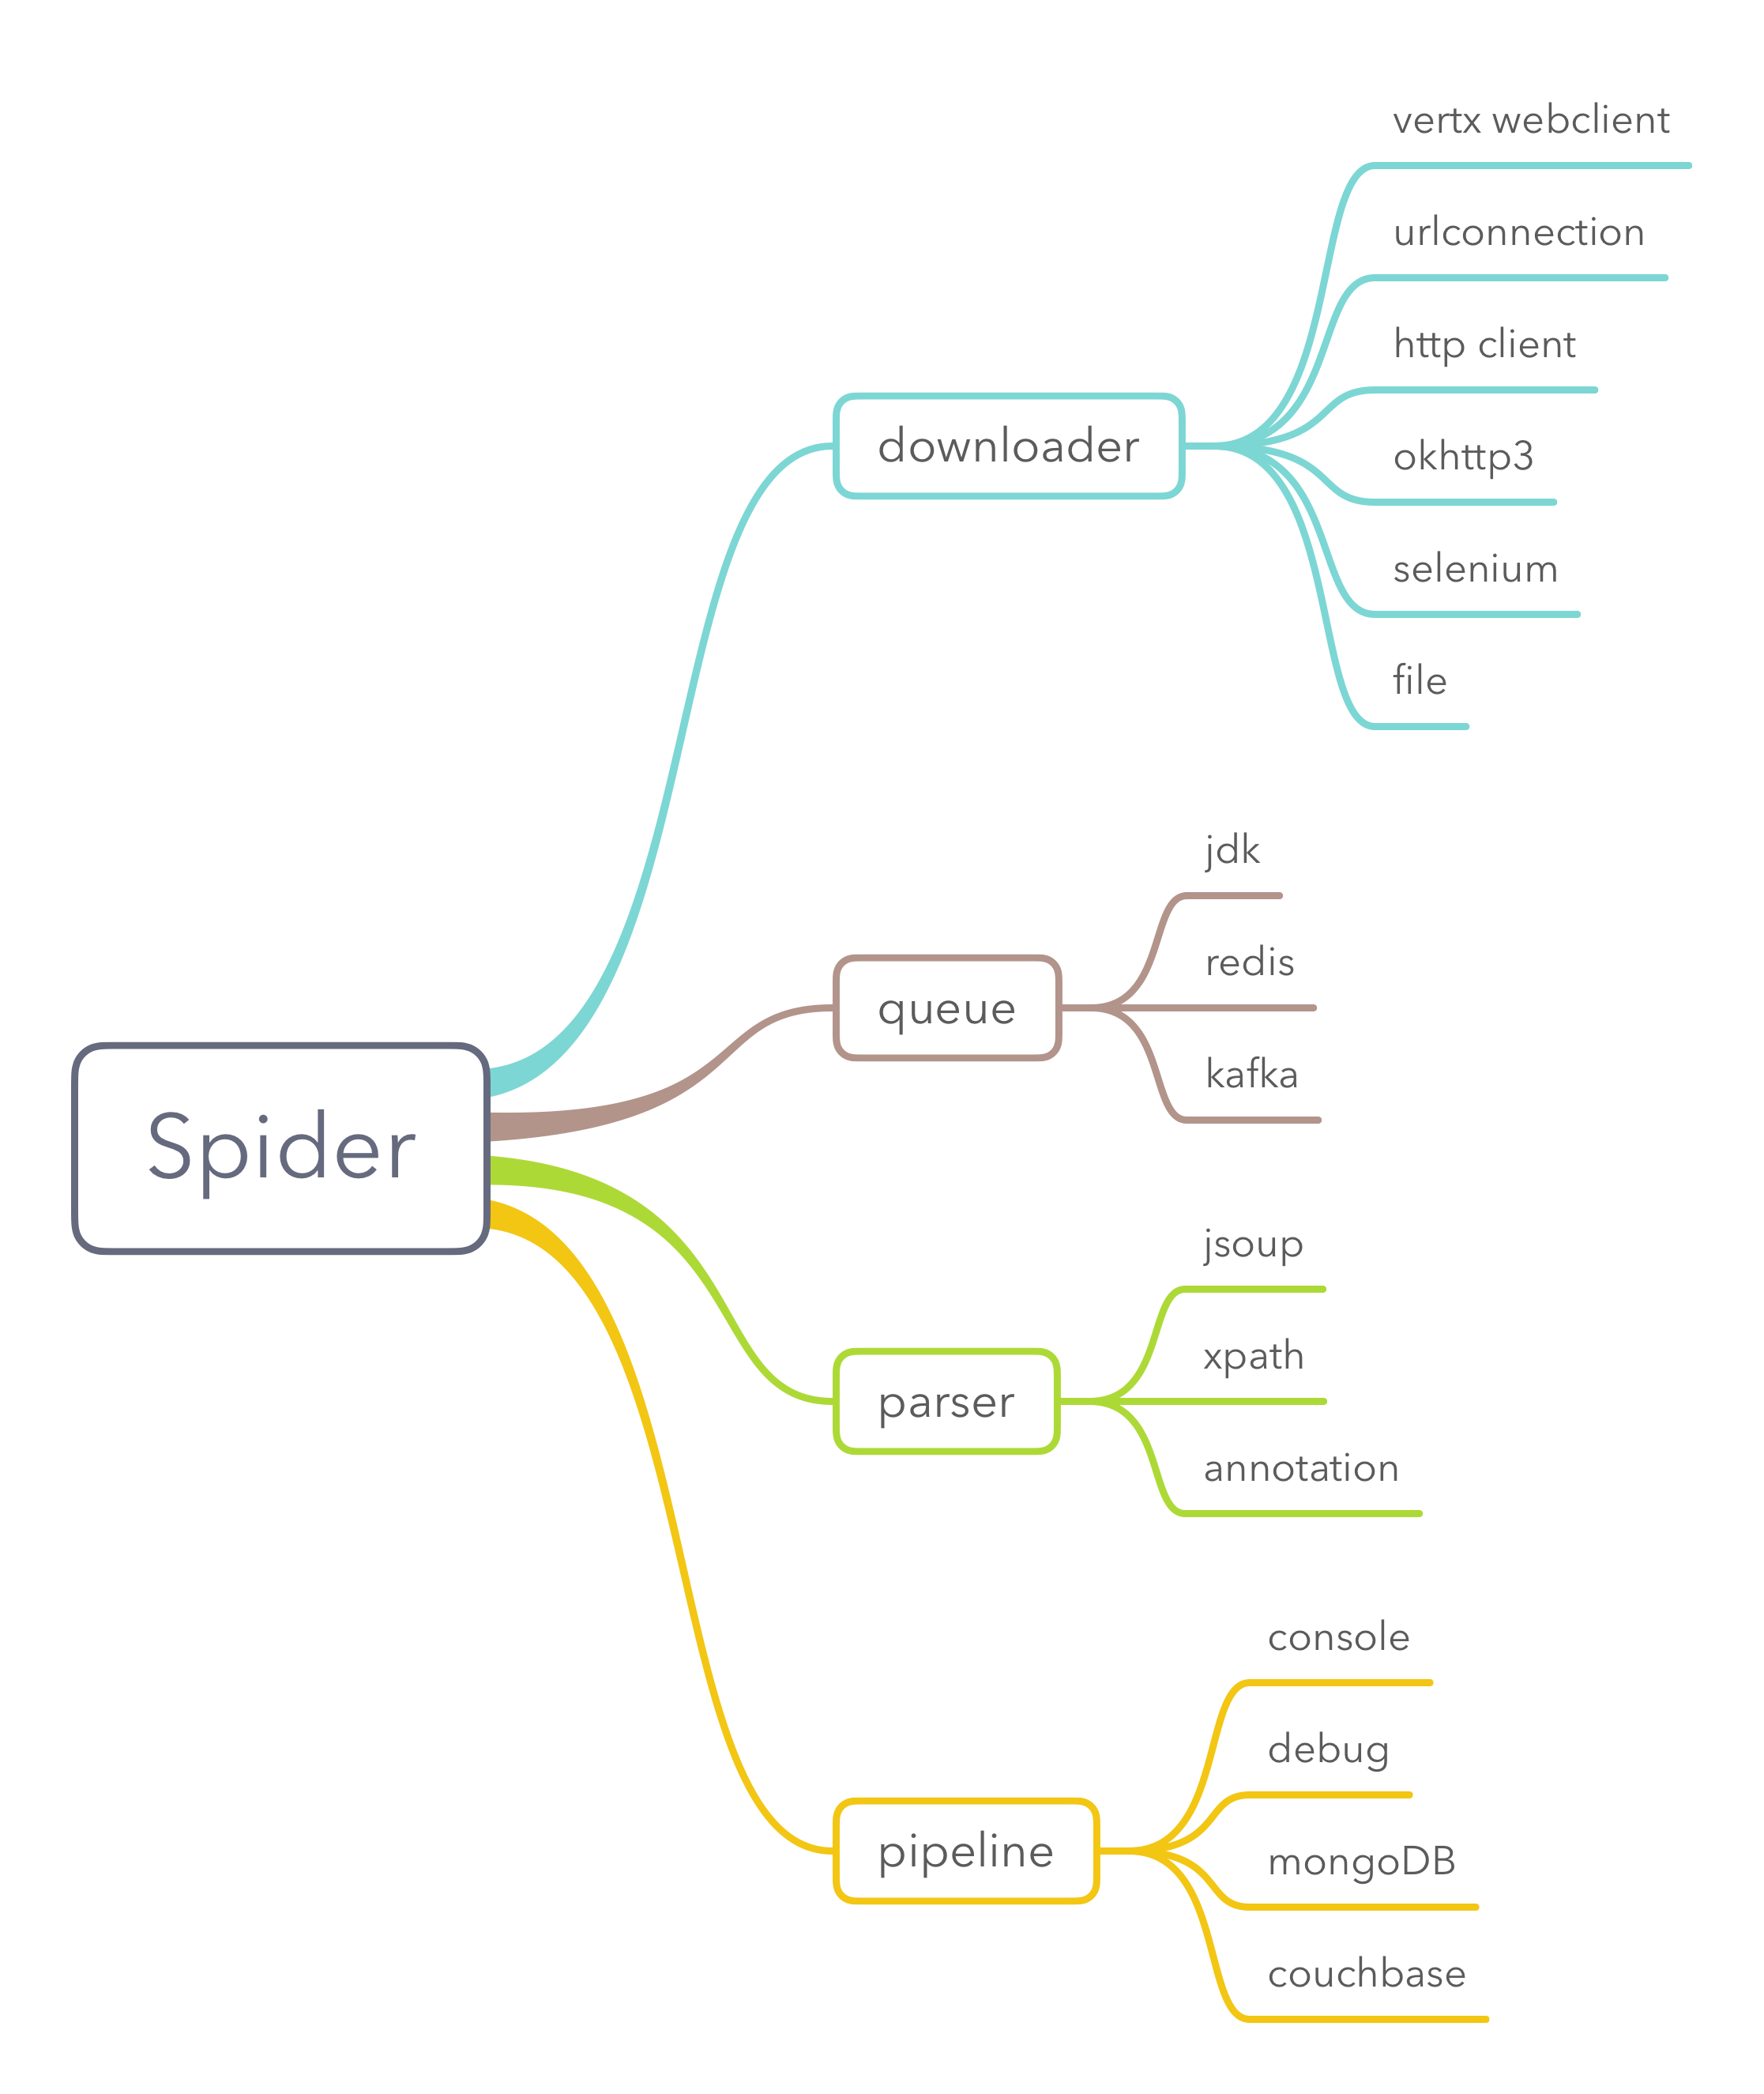 Spider
downloader
vertx webclient
urlconnection
http client
okhttp3
selenium
file
queue
jdk
redis
kafka
parser
jsoup
xpath
annotation
pipeline
console
debug
mongoDB
couchbase